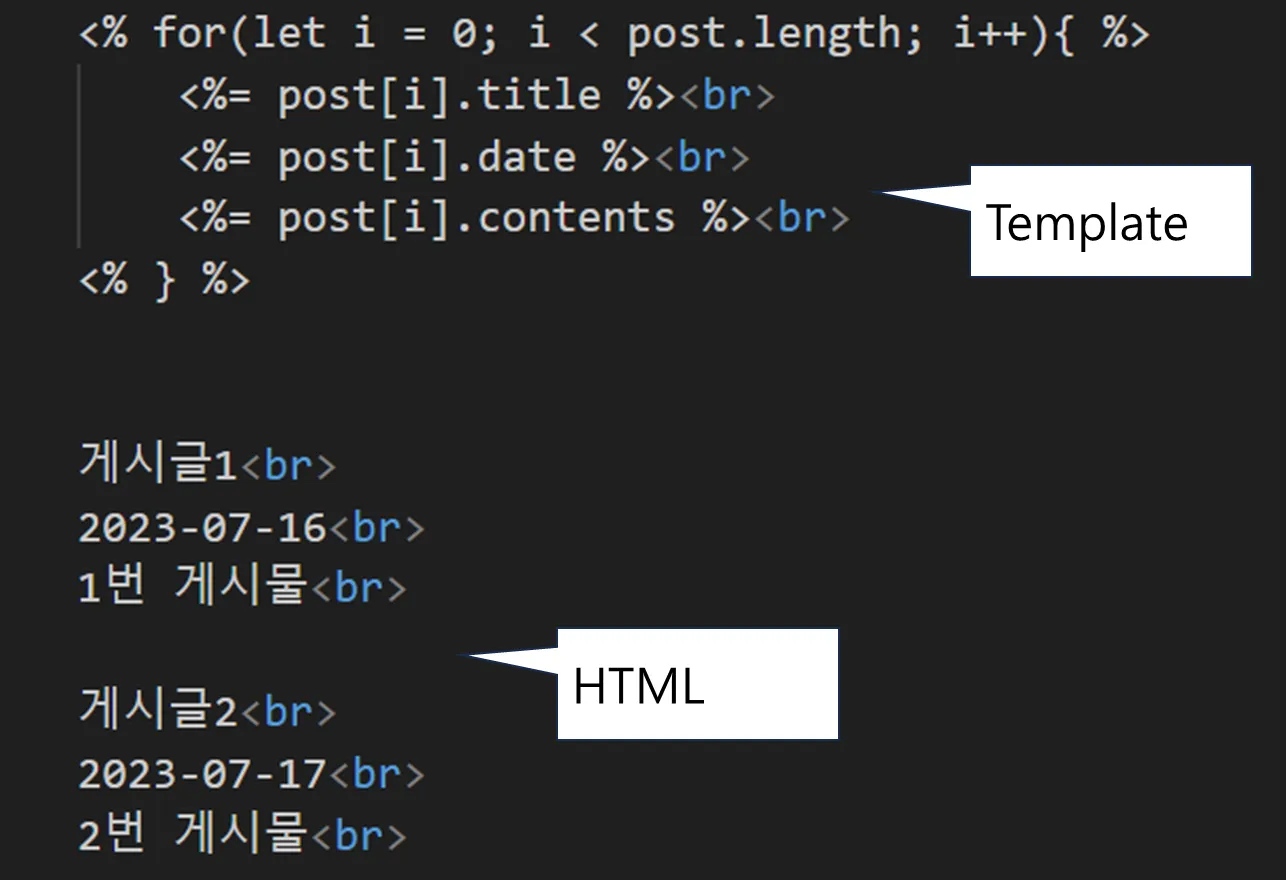 <% for(let i = 0; i < post.length; i++){ %>
<%= post[i].title %><br>
<%= post[i].date %><br>
<%= post[i].contents %><br>
<% } %>
Template
게시글1<br>
2023-07-16<br>
1번 게시물<br>
HTML
게시글2<br>
2023-07-17<br>
2번 게시물<br>